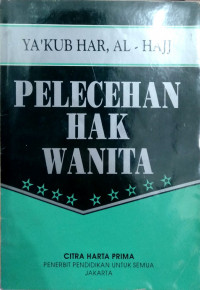 YA'KUB HAR, AL - HAJJ
PELECEHAN
HAK
WANITA
CITRA HARTA PRIMA
PENERBIT PENDIDIKAN UNTUK SEMUA
JAKARTA